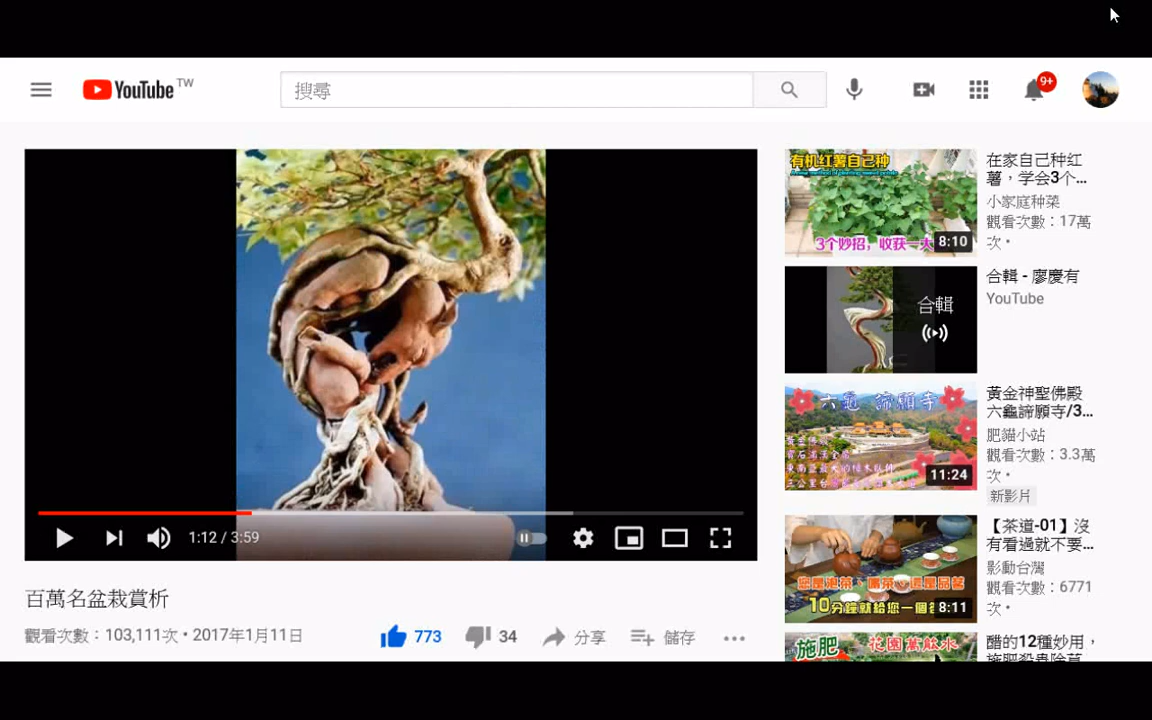 YouTube TW
搜尋
9+
1:12 / 3:59
百萬名盆栽賞析
觀看次數：103,111次 • 2017年1月11日
773
34
分享
儲存
有机红薯自己种
3个妙招，收获一大
8:10
在家自己种红
薯，学会3个...
小家庭种菜
觀看次數：17萬
次 •
合輯
合輯 - 廖慶有
YouTube
六龜 諦願寺
11:24
黃金神聖佛殿
六龜諦願寺/3...
肥貓小站
觀看次數：3.3萬
次 •
新影片
10分鐘就給您一個答
8:11
【茶道-01】沒
有看過就不要...
影動台灣
觀看次數：6771
次 •
施肥
花園萬飲水
醋的12種妙用，
施肥殺蟲除草